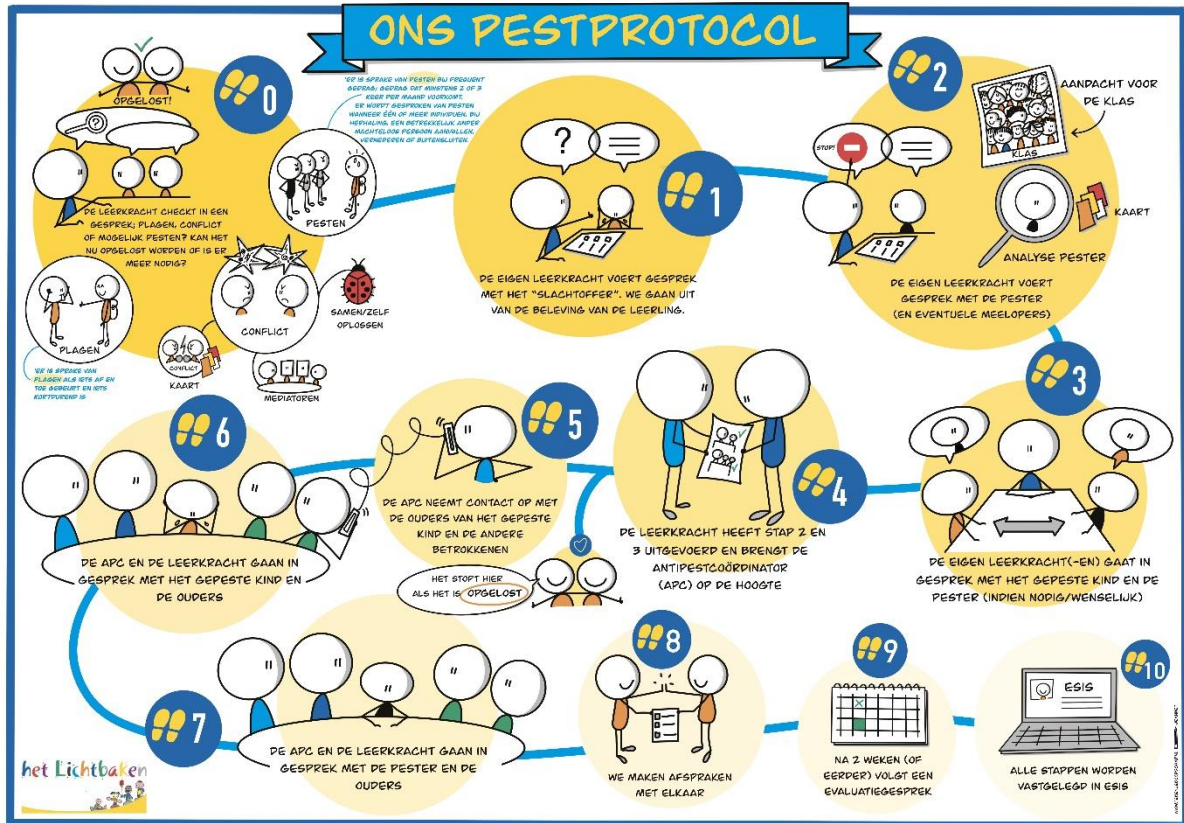 ONS PESTPROTOCOL
0
OPGELOST!
DE LEERKRACHT CHECKT IN EEN
GESPREK; PLAGEN, CONFLICT
OF MOGELIJK PESTEN? KAN HET
NU OPGELOST WORDEN OF IS ER
MEER NODIG?
'ER IS SPRAKE VAN PESTEN BIJ FREQUENT
GEDRAG; GEDRAG DAT MINSTENS 2 OF 3
KEER PER MAAND VOORKOMT.
ER WORDT GESPROKEN VAN PESTEN
WANNEER ÉÉN OF MEER INDIVIDUEN, BIJ
HERHALING, EEN BETREKKELIJK ANDER
MACHTELOOS PERSOON AANVALLEN,
VERNEDEREN OF BUITENSLUITEN.
PESTEN
PLAGEN
'ER IS SPRAKE VAN
PLAGEN ALS IETS AF EN
TOE GEBEURT EN IETS
KORTDUREND IS
CONFLICT
CONFLICT
KAART
SAMEN/ZELF
OPLOSSEN
MEDIATOREN
1
?
DE EIGEN LEERKRACHT VOERT GESPREK
MET HET "SLACHTOFFER". WE GAAN UIT
VAN DE BELEVING VAN DE LEERLING.
2
STOP!
KLAS
AANDACHT VOOR
DE KLAS
KAART
ANALYSE PESTER
DE EIGEN LEERKRACHT VOERT
GESPREK MET DE PESTER
(EN EVENTUELE MEELOPERS)
3
DE EIGEN LEERKRACHT(-EN) GAAT IN
GESPREK MET HET GEPESTE KIND EN DE
PESTER (INDIEN NODIG/WENSELIJK)
4
DE LEERKRACHT HEEFT STAP 2 EN
3 UITGEVOERD EN BRENGT DE
ANTIPESTCOÖRDINATOR
(APC) OP DE HOOGTE
HET STOPT HIER
ALS HET IS OPGELOST
5
DE APC NEEMT CONTACT OP MET
DE OUDERS VAN HET GEPESTE
KIND EN DE ANDERE
BETROKKENEN
6
DE APC EN DE LEERKRACHT GAAN IN
GESPREK MET HET GEPESTE KIND EN
DE OUDERS
7
DE APC EN DE LEERKRACHT GAAN IN
GESPREK MET DE PESTER EN DE
OUDERS
8
WE MAKEN AFSPRAKEN
MET ELKAAR
9
NA 2 WEKEN (OF
EERDER) VOLGT EEN
EVALUATIEGESPREK
10
ESIS
ALLE STAPPEN WORDEN
VASTGELEGD IN ESIS
het Lichtbaken